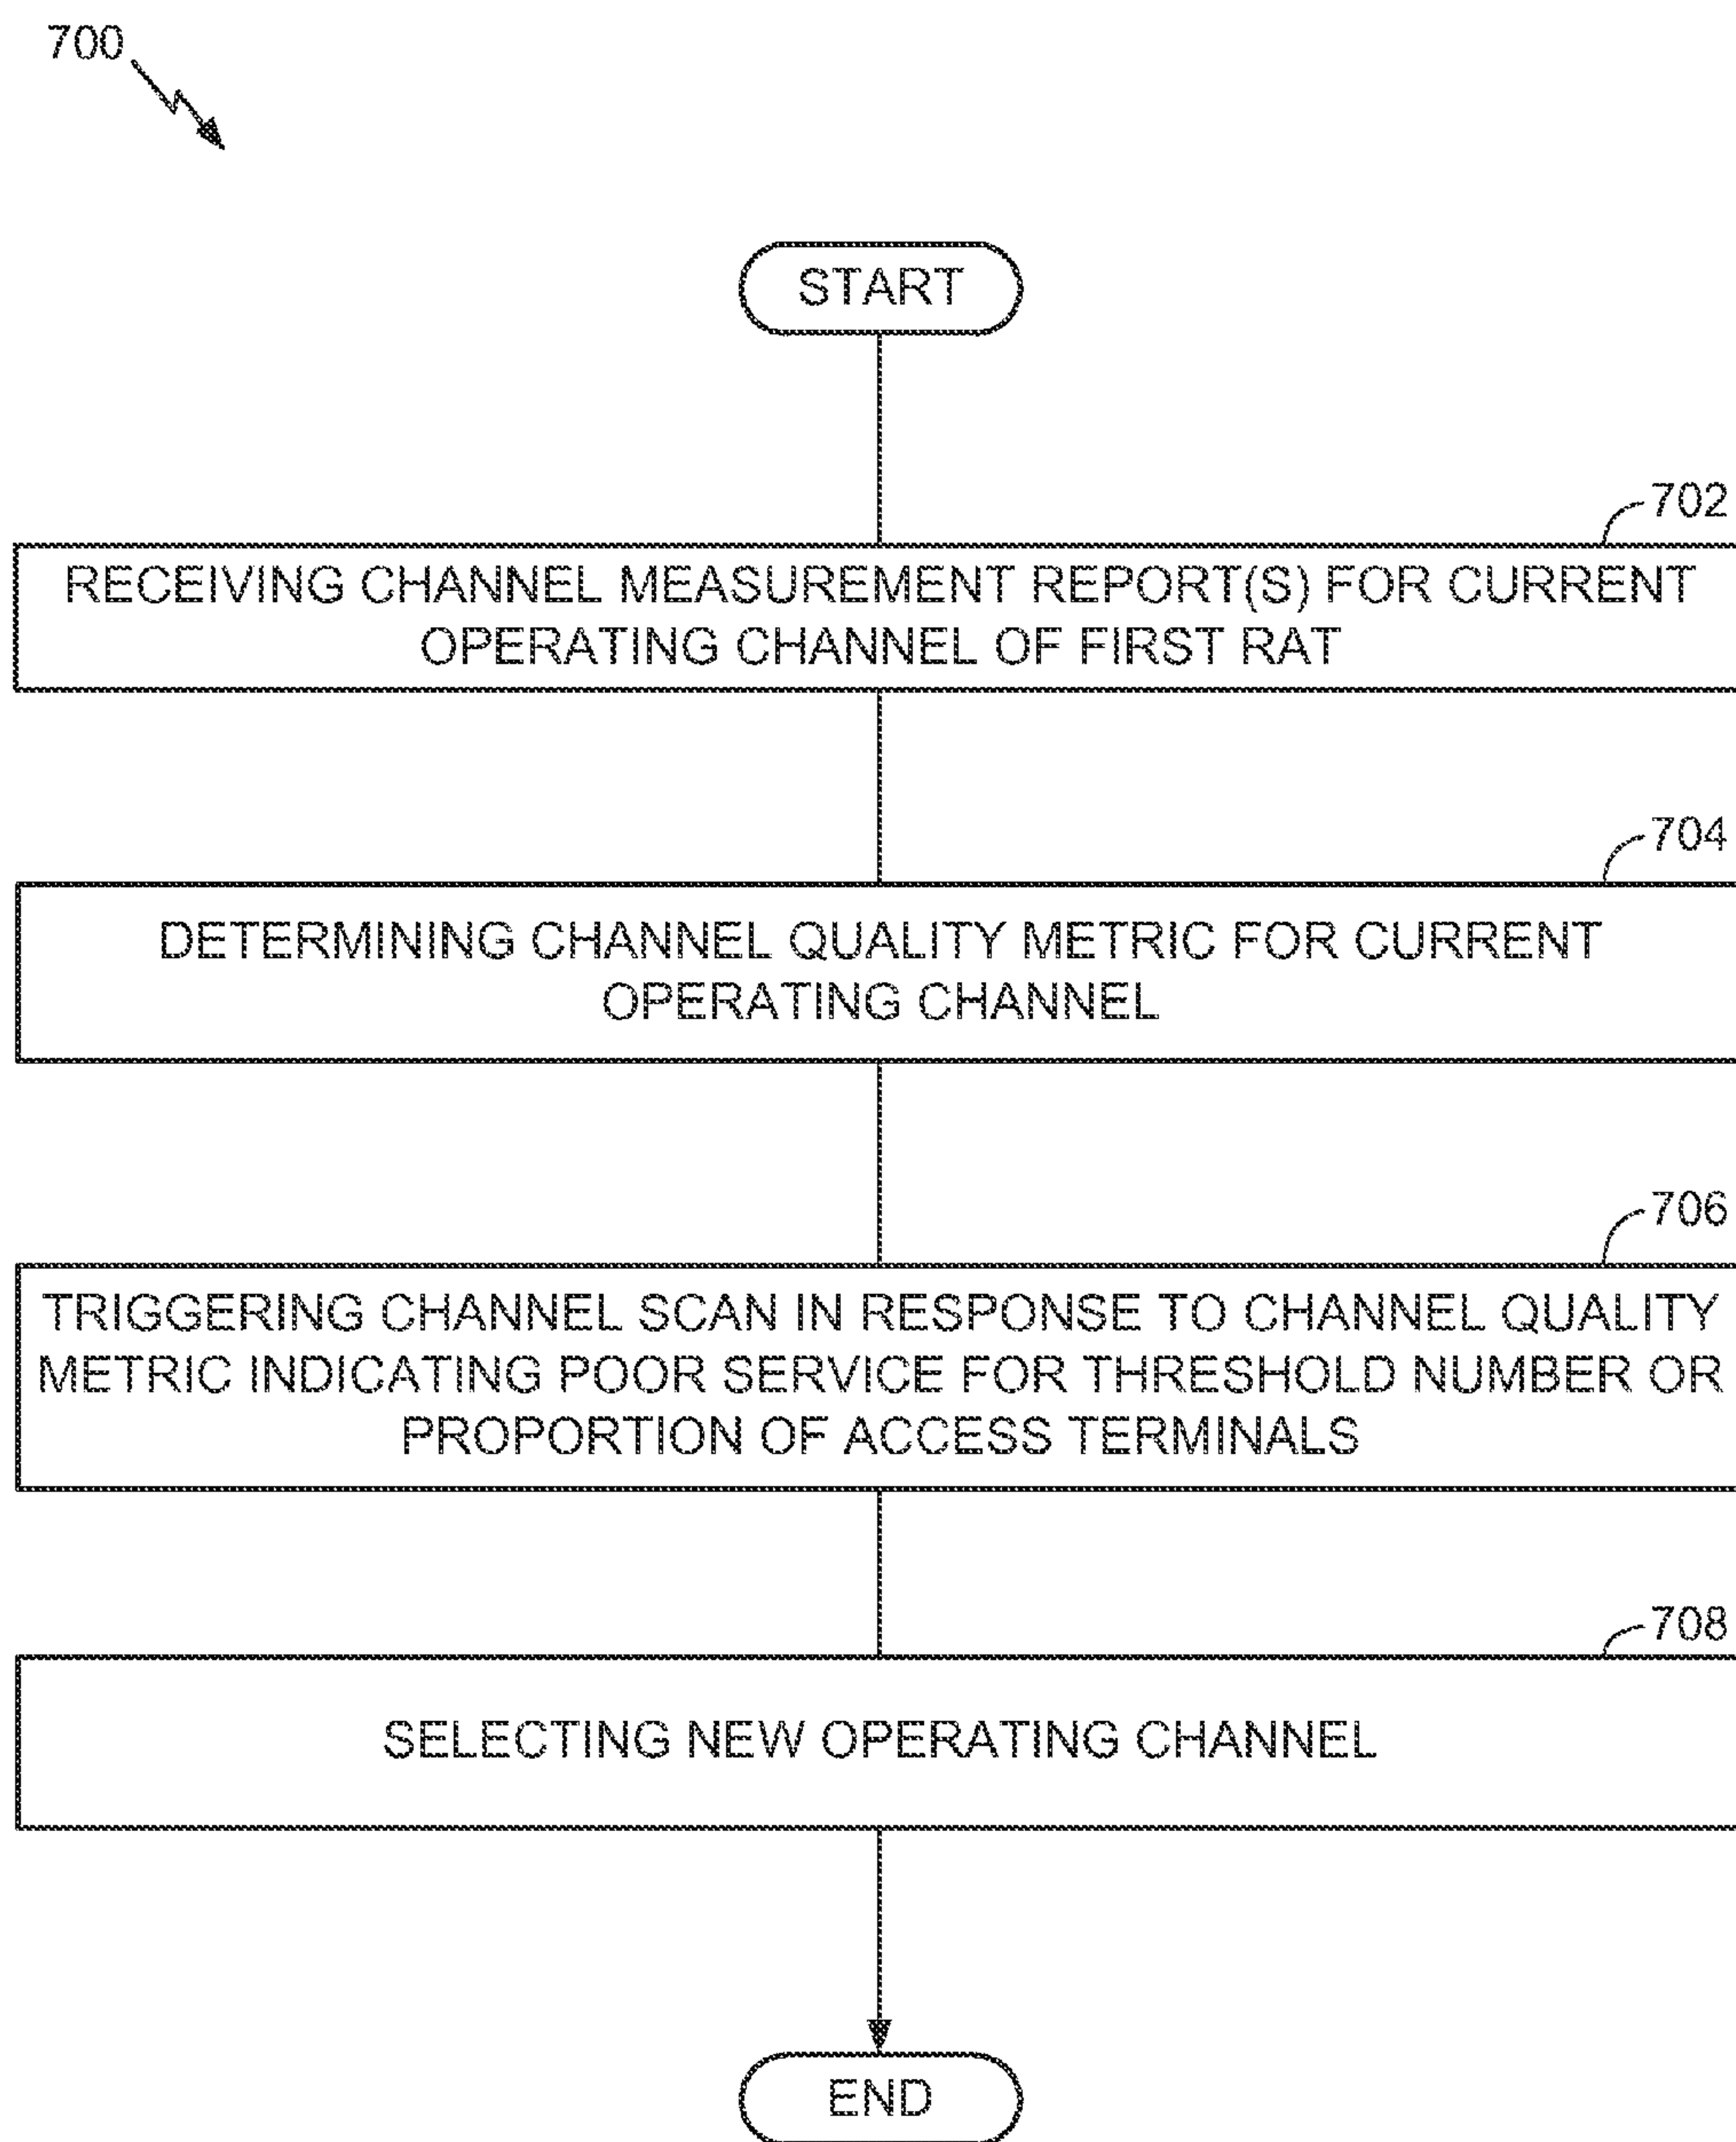 700
START
702
RECEIVING CHANNEL MEASUREMENT REPORT(S) FOR CURRENT
OPERATING CHANNEL OF FIRST RAT
704
DETERMINING CHANNEL QUALITY METRIC FOR CURRENT
OPERATING CHANNEL
706
TRIGGERING CHANNEL SCAN IN RESPONSE TO CHANNEL QUALITY
METRIC INDICATING POOR SERVICE FOR THRESHOLD NUMBER OR
PROPORTION OF ACCESS TERMINALS
708
SELECTING NEW OPERATING CHANNEL
END